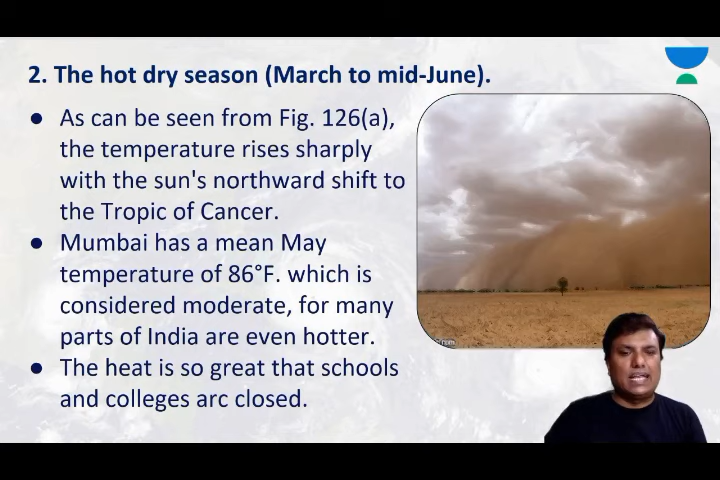 2. The hot dry season (March to mid-June).
● As can be seen from Fig. 126(a),
the temperature rises sharply
with the sun's northward shift to
the Tropic of Cancer.
● Mumbai has a mean May
temperature of 86°F. which is
considered moderate, for many
parts of India are even hotter.
● The heat is so great that schools
and colleges arc closed.